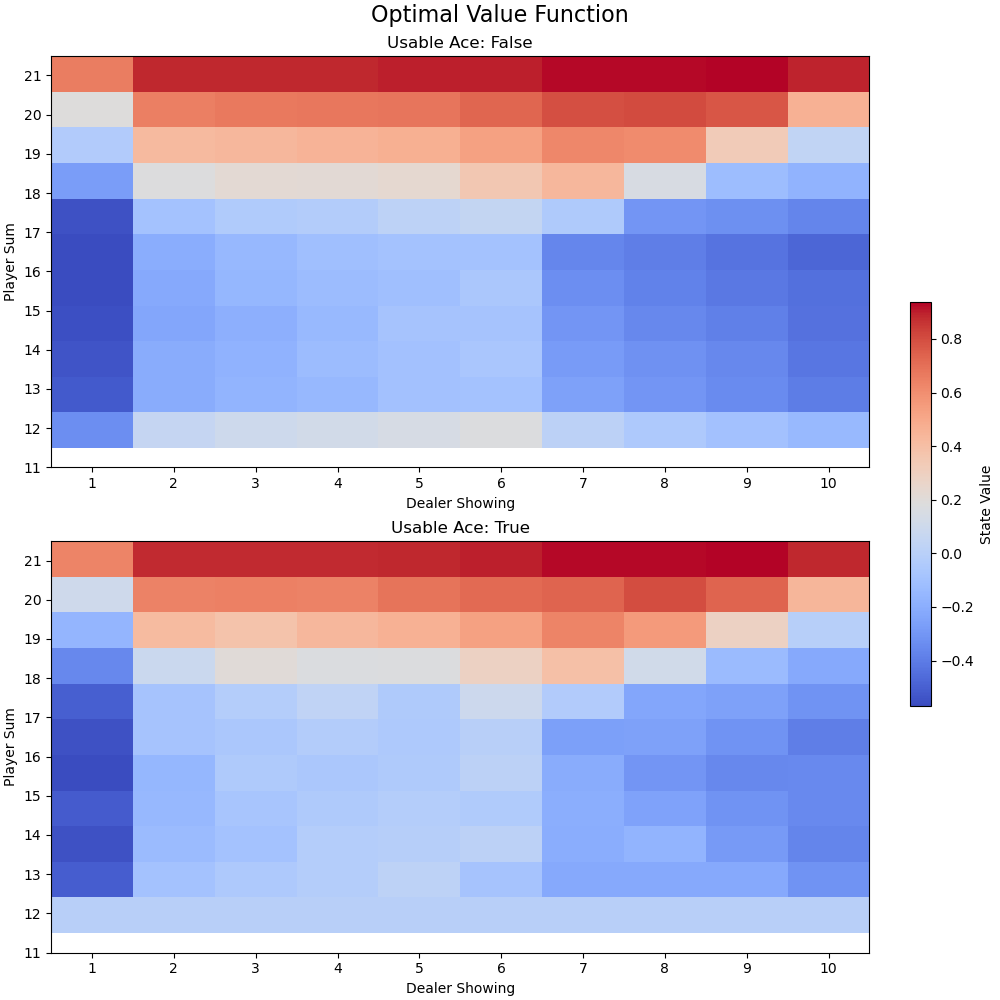 Optimal Value Function
Usable Ace: False
21
20
19
18
17
16
15
14
13
12
11
Player Sum
1 2 3 4 5 6 7 8 9 10
Dealer Showing
Usable Ace: True
21
20
19
18
17
16
15
14
13
12
11
Player Sum
1 2 3 4 5 6 7 8 9 10
Dealer Showing
0.8
0.6
0.4
0.2
0.0
−0.2
−0.4
State Value